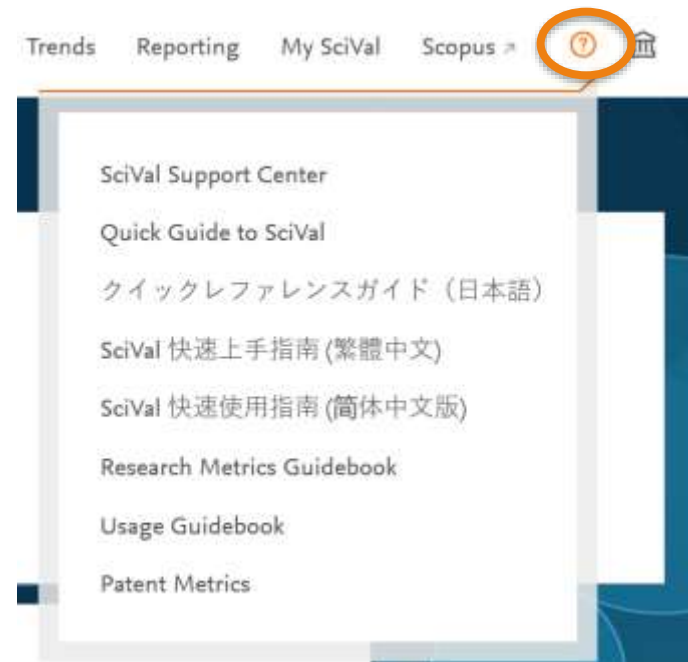 Trends Reporting My SciVal Scopus ↗ ?
SciVal Support Center
Quick Guide to SciVal
クイックレファレンスガイド（日本語）
SciVal 快速上手指南 (繁體中文)
SciVal 快速使用指南 (简体中文版)
Research Metrics Guidebook
Usage Guidebook
Patent Metrics